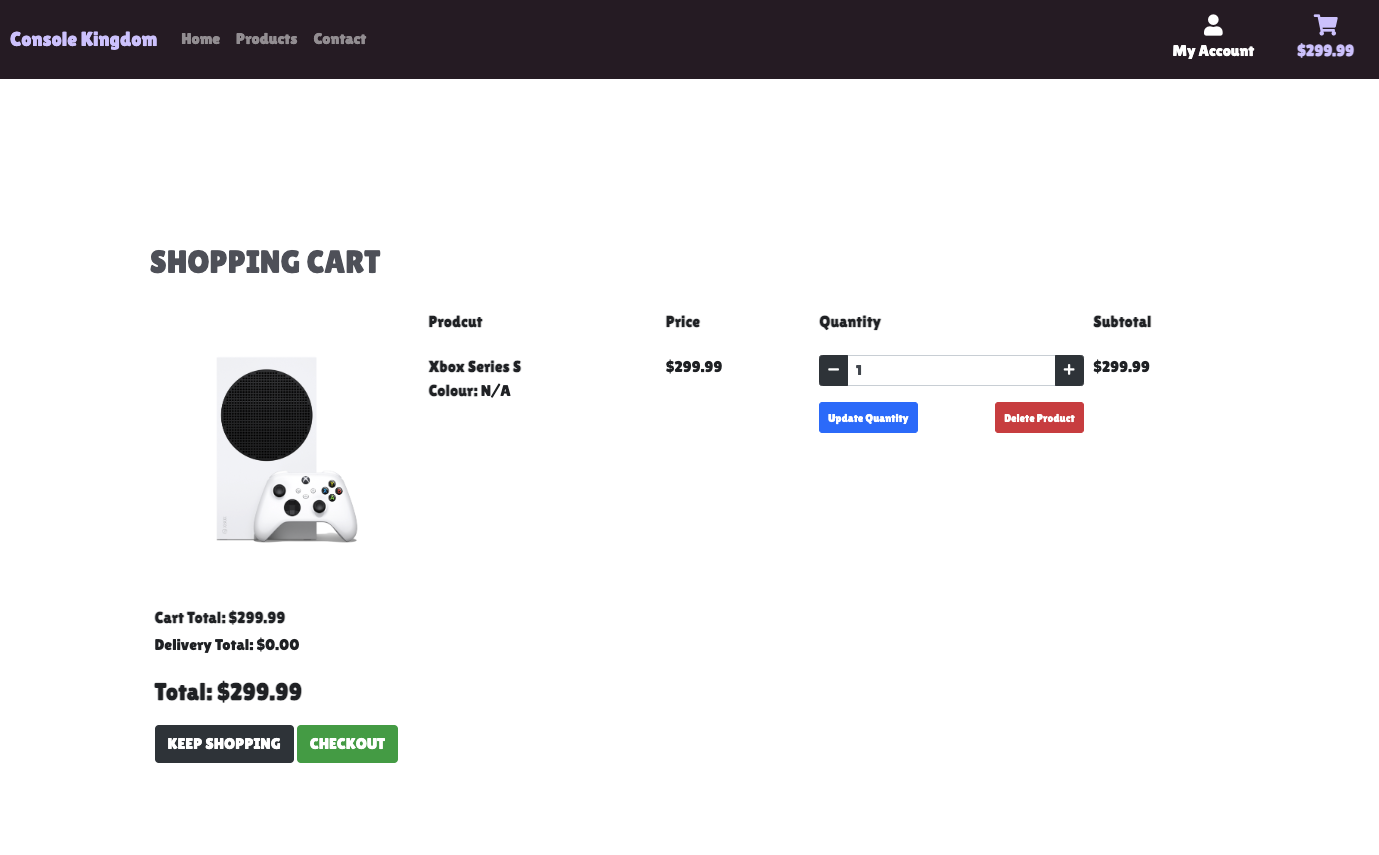 Console Kingdom Home Products Contact
My Account $299.99
SHOPPING CART
Prodcut Price Quantity Subtotal
Xbox Series S $299.99 1 $299.99
Colour: N/A
Update Quantity Delete Product
Cart Total: $299.99
Delivery Total: $0.00
Total: $299.99
KEEP SHOPPING CHECKOUT